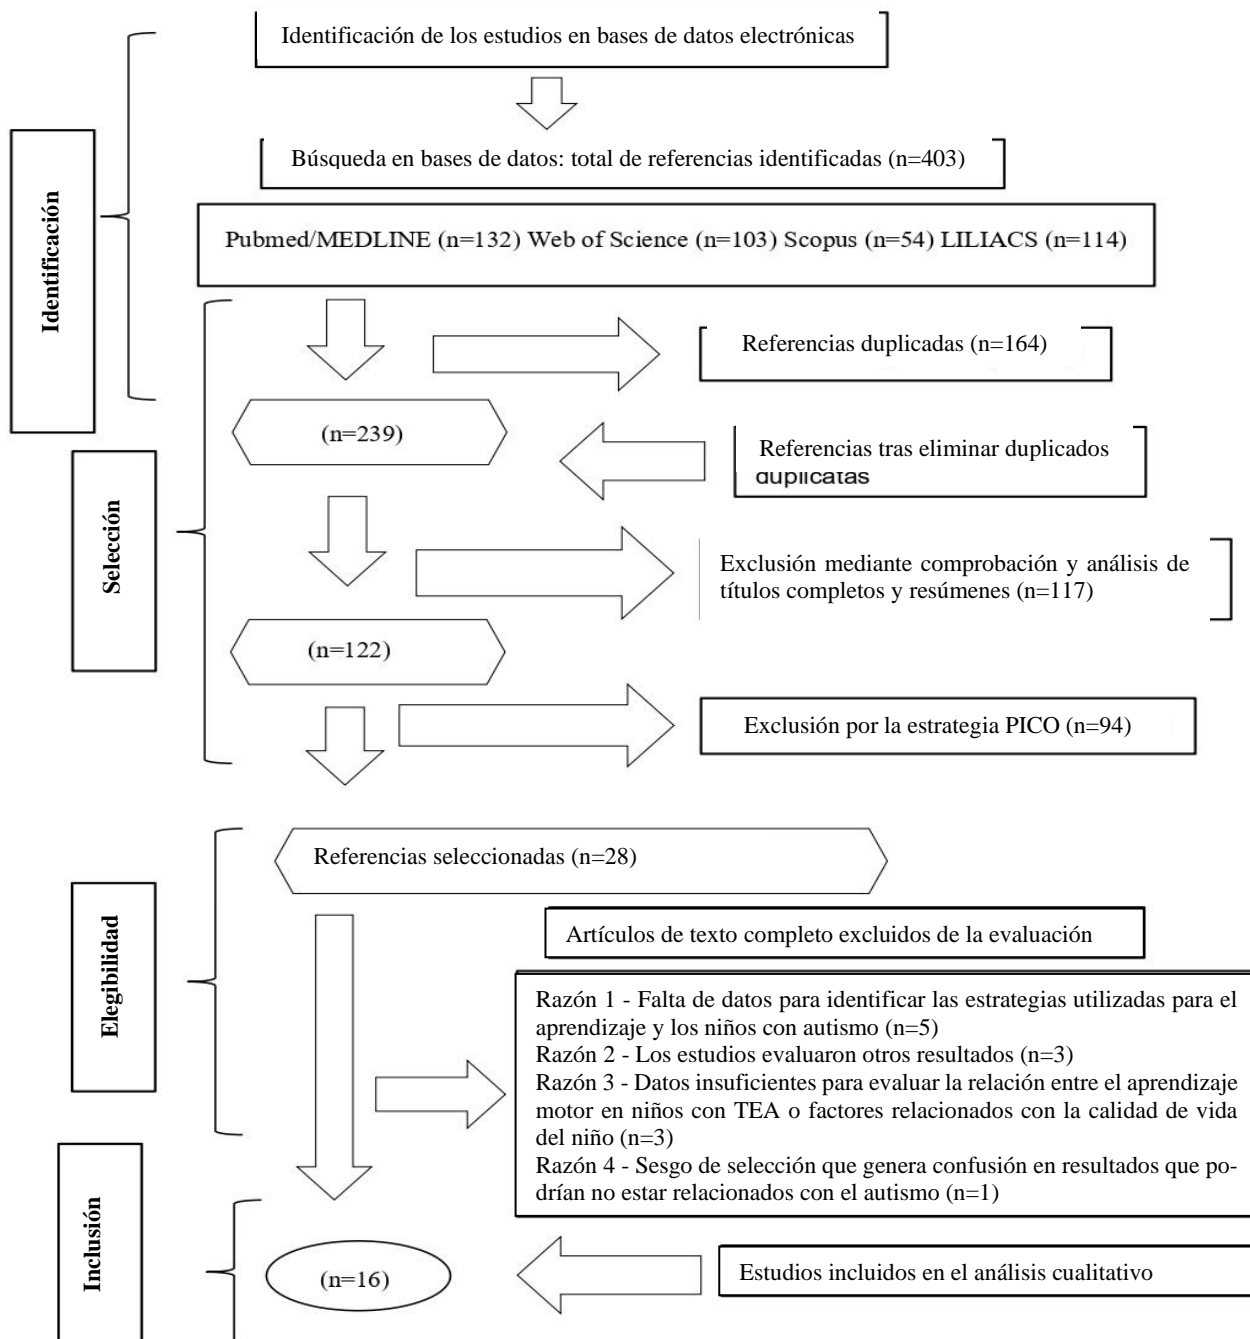 Identificación de los estudios en bases de datos electrónicas
Búsqueda en bases de datos: total de referencias identificadas (n=403)
Pubmed/MEDLINE (n=132) Web of Science (n=103) Scopus (n=54) LILIACS (n=114)
Identificación
Referencias duplicadas (n=164)
(n=239)
Referencias tras eliminar duplicados
duplicatas
Selección
Exclusión mediante comprobación y análisis de
títulos completos y resúmenes (n=117)
(n=122)
Exclusión por la estrategia PICO (n=94)
Referencias seleccionadas (n=28)
Elegibilidad
Artículos de texto completo excluidos de la evaluación
Razón 1 - Falta de datos para identificar las estrategias utilizadas para el
aprendizaje y los niños con autismo (n=5)
Razón 2 - Los estudios evaluaron otros resultados (n=3)
Razón 3 - Datos insuficientes para evaluar la relación entre el aprendizaje
motor en niños con TEA o factores relacionados con la calidad de vida
del niño (n=3)
Razón 4 - Sesgo de selección que genera confusión en resultados que po-
drían no estar relacionados con el autismo (n=1)
Inclusión
(n=16)
Estudios incluidos en el análisis cualitativo